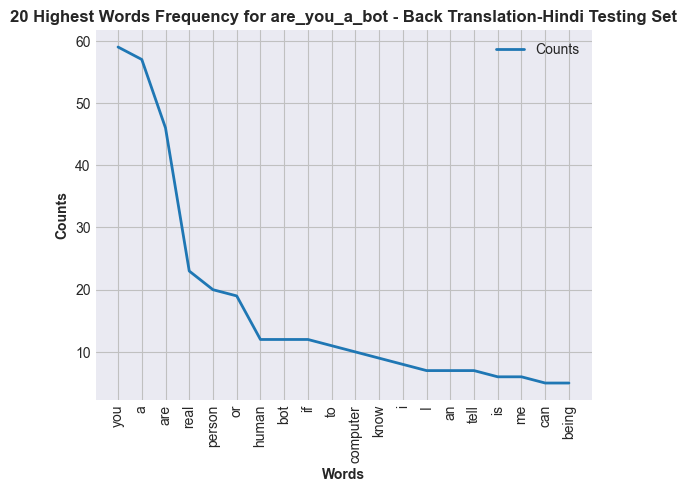 20 Highest Words Frequency for are_you_a_bot - Back Translation-Hindi Testing Set
Counts
60
50
40
30
20
10
Counts
you
a
are
real
person
or
human
bot
if
to
computer
know
i
I
an
tell
is
me
can
being
Words